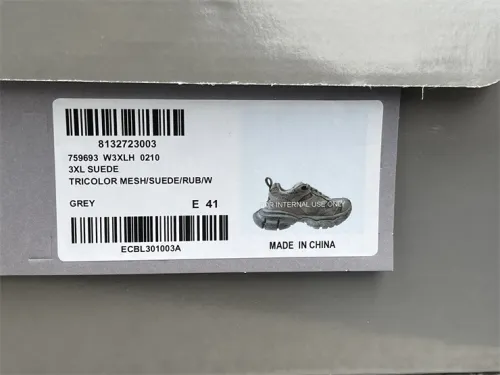 8132723003
759693 W3XLH 0210
3XL SUEDE
TRICOLOR MESH/SUEDE/RUB/W
GREY E 41
ECBL301003A
FOR INTERNAL USE ONLY
MADE IN CHINA